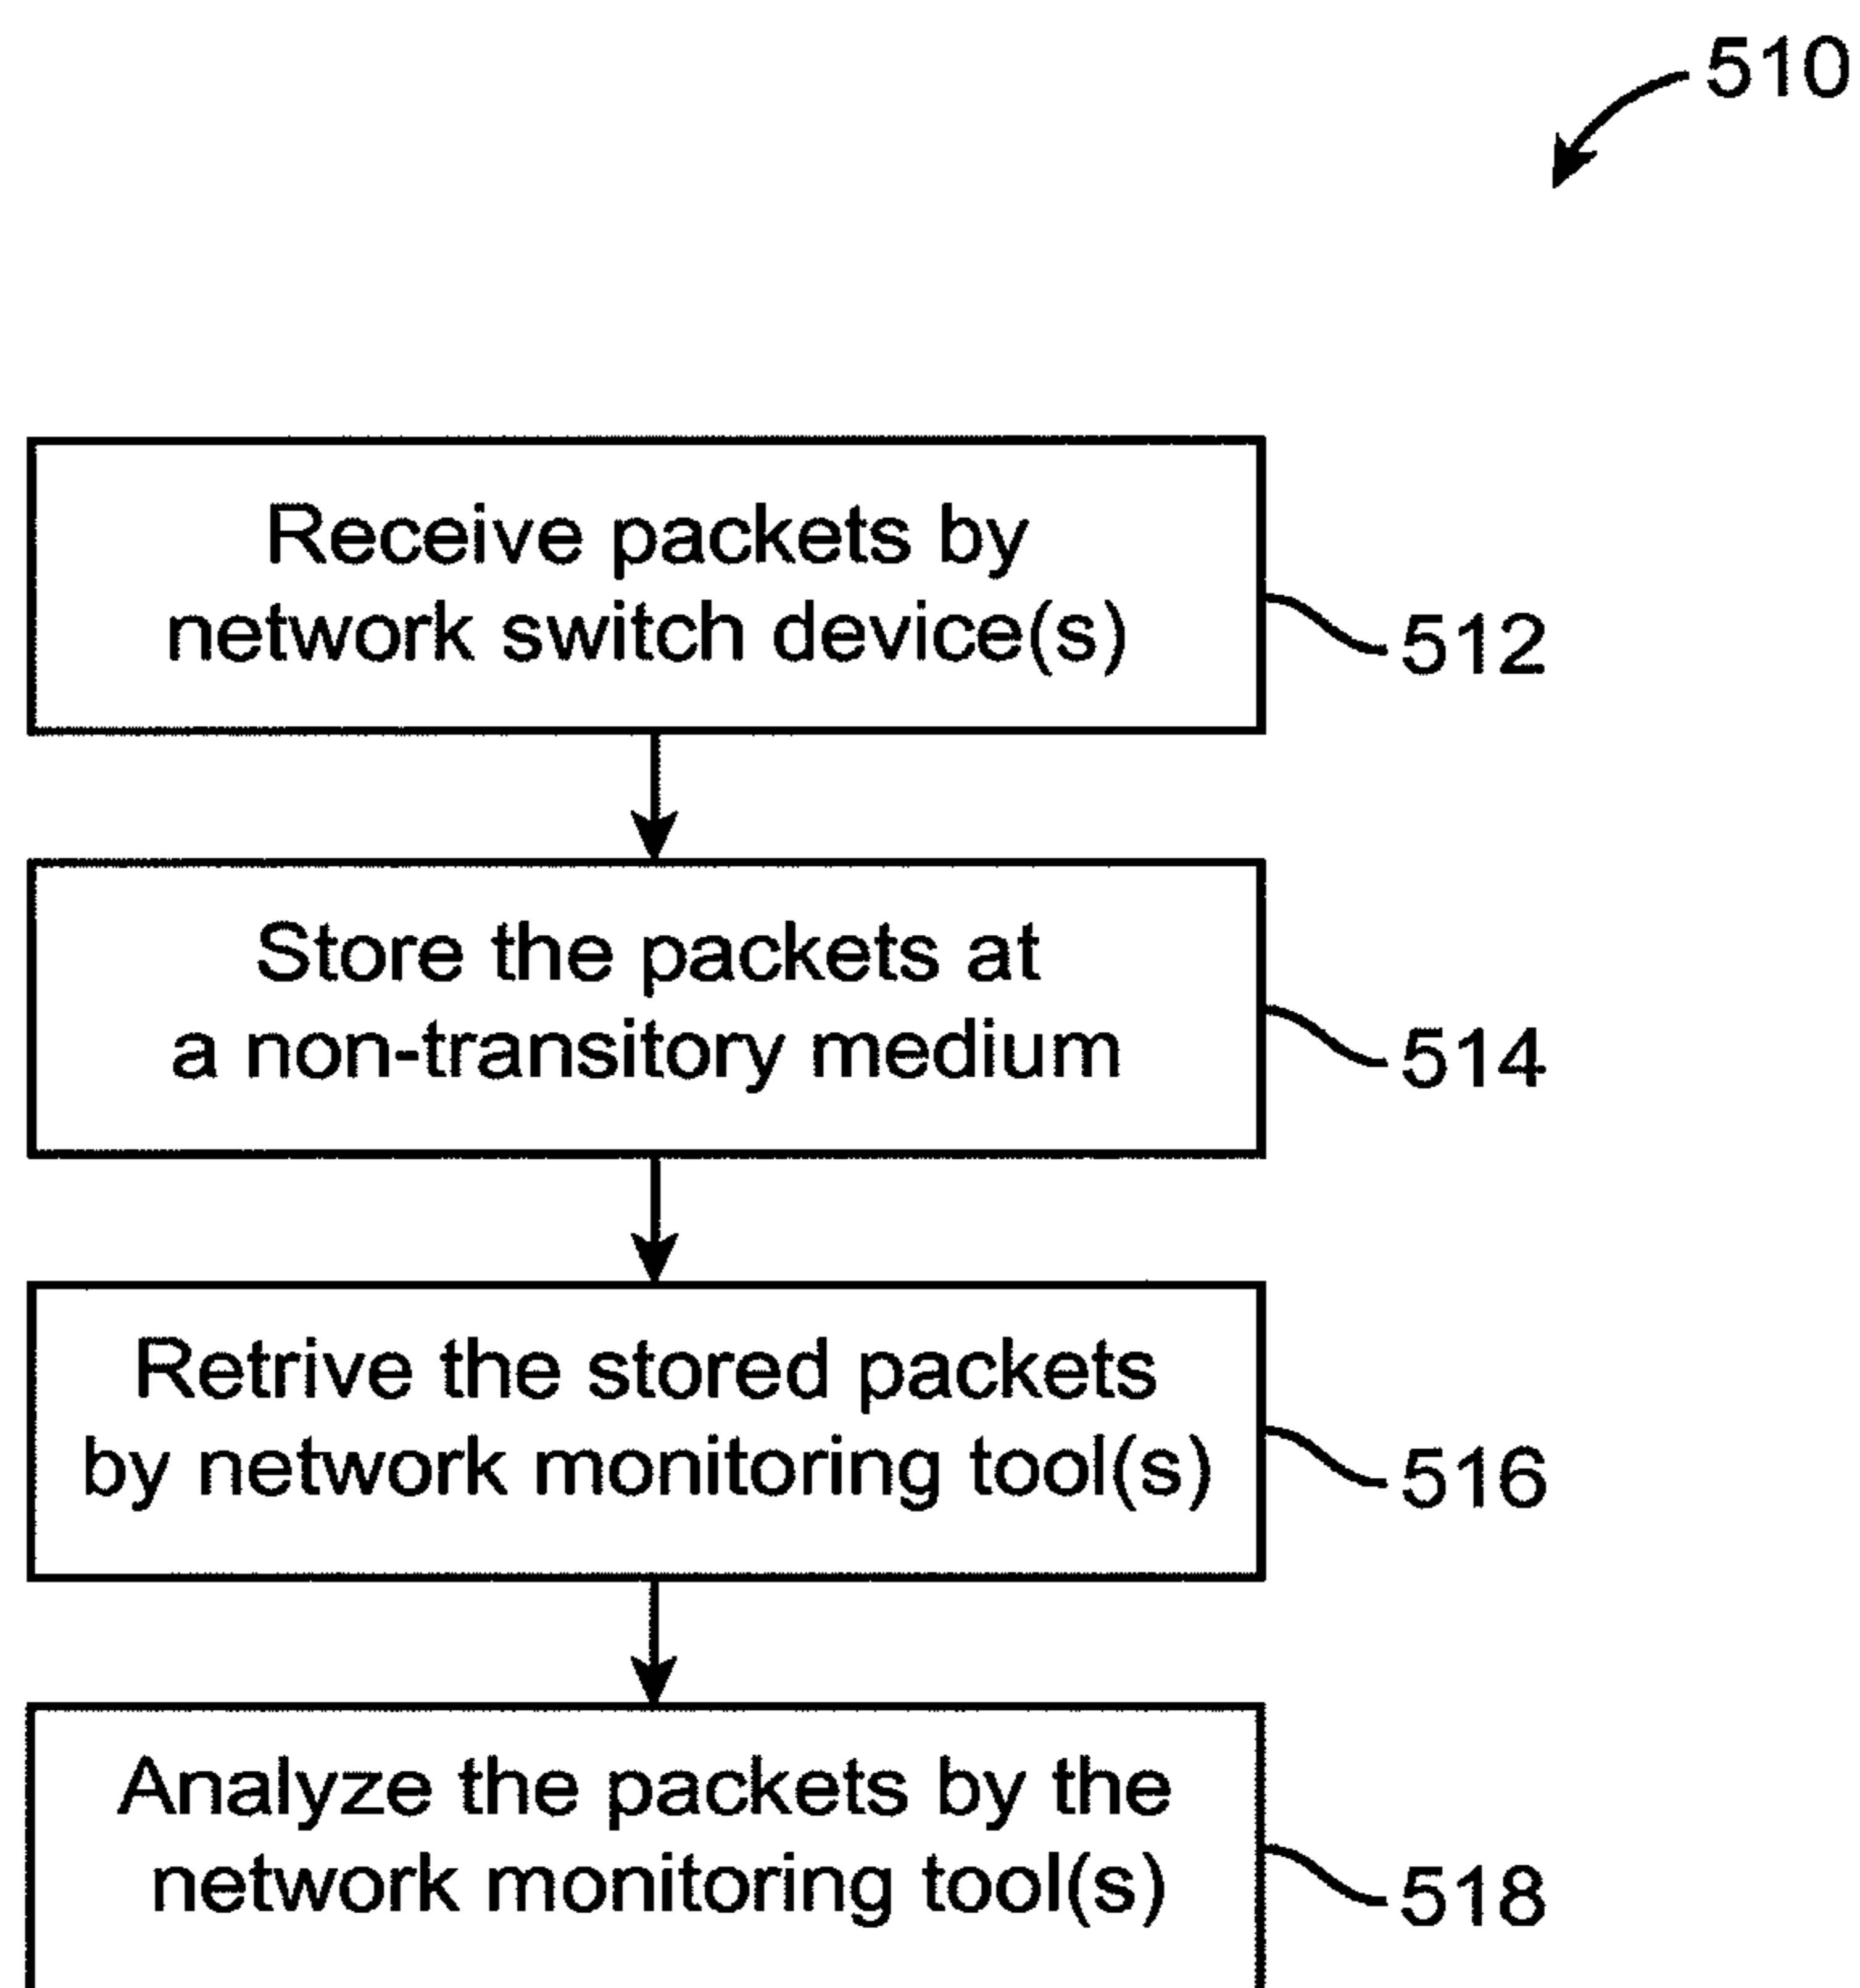 510
Receive packets by
network switch device(s)
512
Store the packets at
a non-transitory medium
514
Retrive the stored packets
by network monitoring tool(s)
516
Analyze the packets by the
network monitoring tool(s)
518